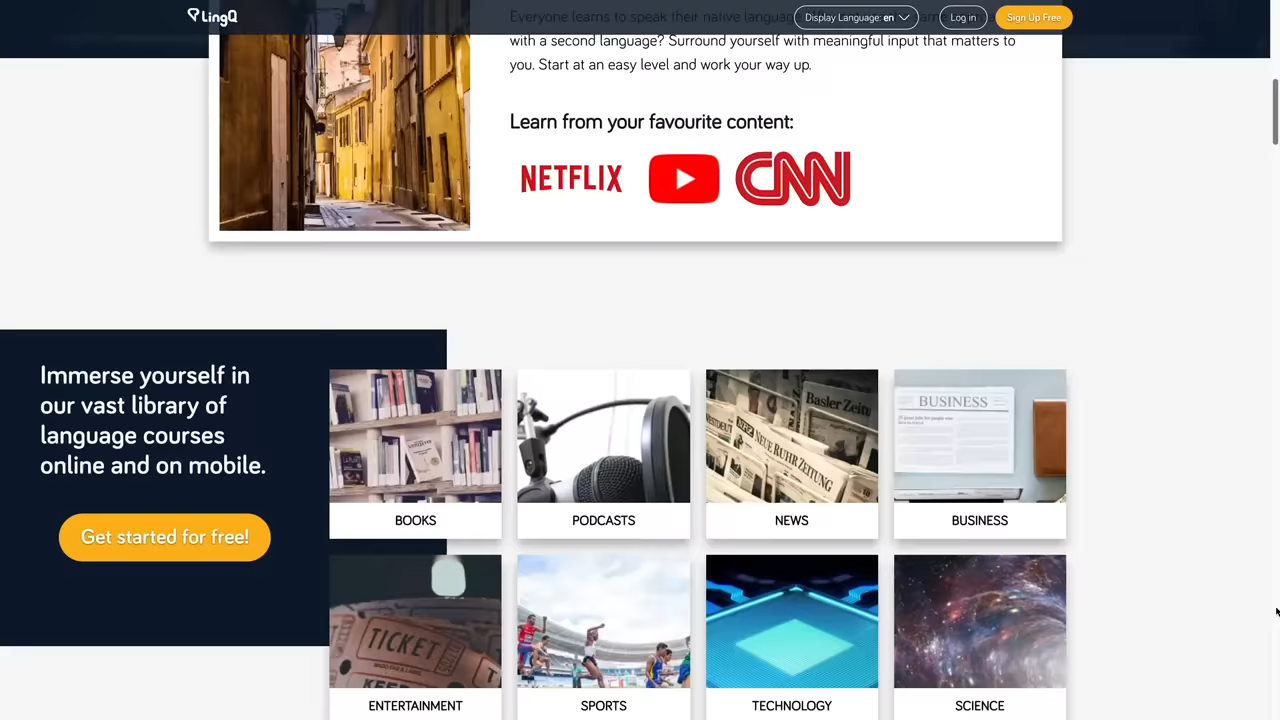 LingQ
Display Language: en
Log in
Sign Up Free
Everyone learns to speak their native language
with a second language? Surround yourself with meaningful input that matters to
you. Start at an easy level and work your way up.
Learn from your favourite content:
NETFLIX
CNN
Immerse yourself in
our vast library of
language courses
online and on mobile.
Get started for free!
Basler Zeitu
NEUE RUHR ZEITUNG
BUSINESS
BOOKS
PODCASTS
NEWS
BUSINESS
TICKET
ENTERTAINMENT
SPORTS
TECHNOLOGY
SCIENCE